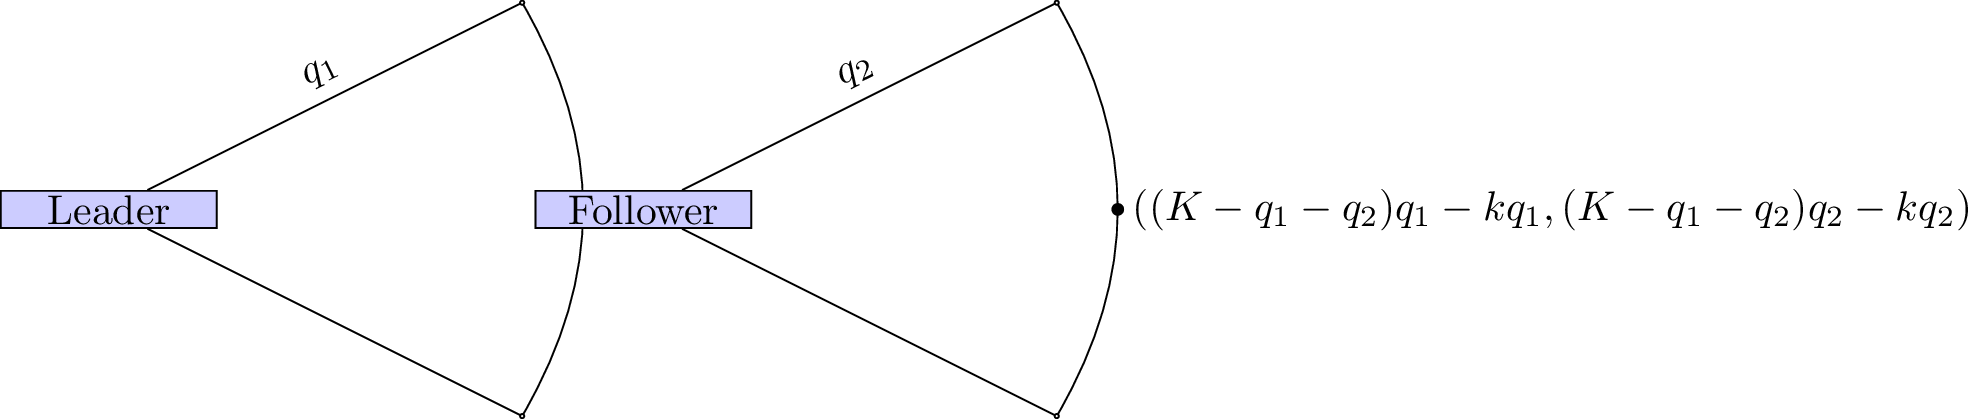 q₁
q₂
Leader
Follower
((K − q₁ − q₂)q₁ − kq₁, (K − q₁ − q₂)q₂ − kq₂)